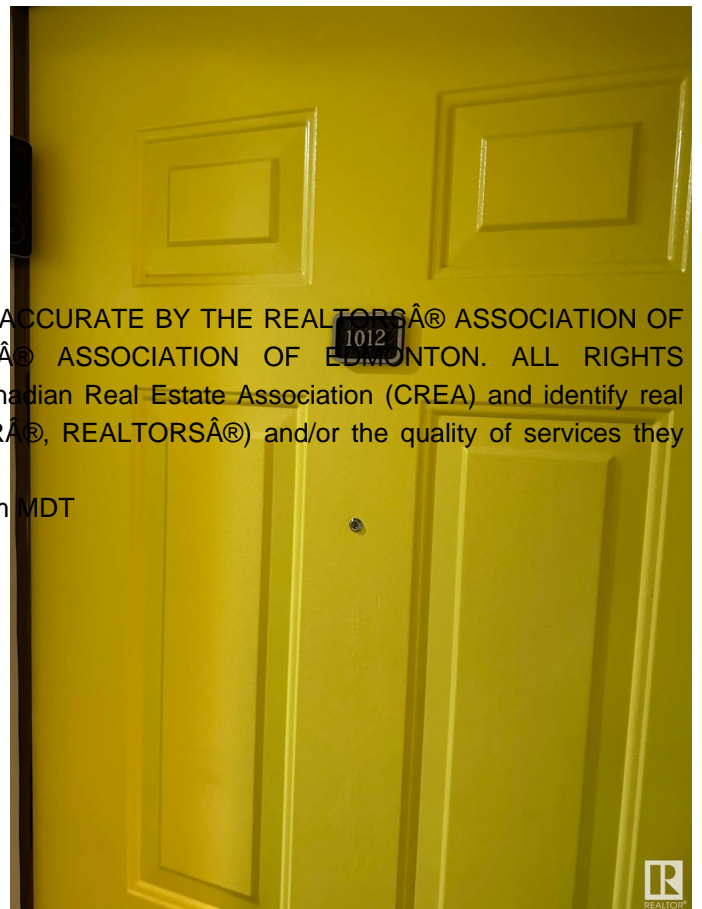 ACCURATE BY THE REALTORSÂ® ASSOCIATION OF
Â® ASSOCIATION OF EDMONTON. ALL RIGHTS
nadian Real Estate Association (CREA) and identify real
RÂ®, REALTORSÂ®) and/or the quality of services they
n MDT
1012
REALTOR®